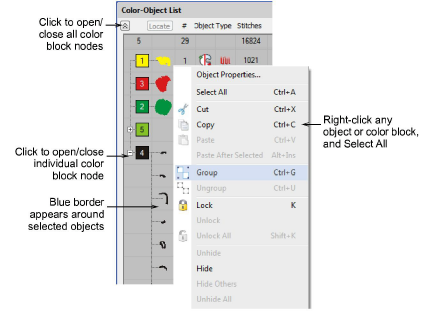 Color-Object List
Click to open/
close all color
block nodes
Locate # Object Type Stitches
5 29 16824
1 1 1021
3
2
5
4
Object Properties...
Select All Ctrl+A
Cut Ctrl+X
Copy Ctrl+C
Paste Ctrl+V
Paste After Selected Alt+Ins
Group Ctrl+G
Ungroup Ctrl+U
Lock K
Unlock
Unlock All Shift+K
Unhide
Hide
Hide Others
Unhide All
Right-click any
object or color block,
and Select All
Click to open/close
individual color
block node
Blue border
appears around
selected objects